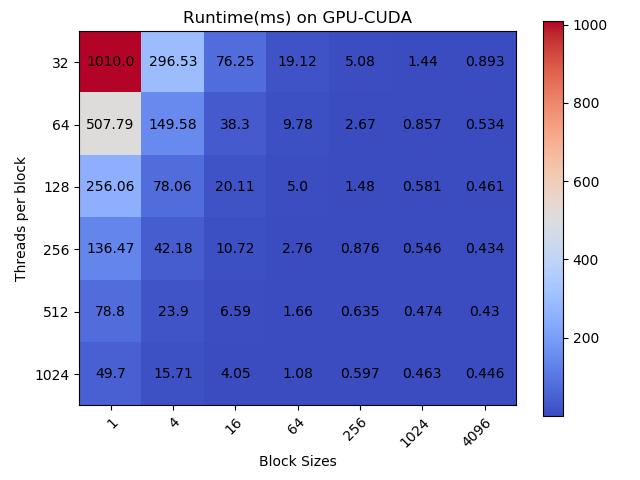 Runtime(ms) on GPU-CUDA
Threads per block
32 1010.0 296.53 76.25 19.12 5.08 1.44 0.893
64 507.79 149.58 38.3 9.78 2.67 0.857 0.534
128 256.06 78.06 20.11 5.0 1.48 0.581 0.461
256 136.47 42.18 10.72 2.76 0.876 0.546 0.434
512 78.8 23.9 6.59 1.66 0.635 0.474 0.43
1024 49.7 15.71 4.05 1.08 0.597 0.463 0.446
1 4 16 64 256 1024 4096
Block Sizes
1000
800
600
400
200